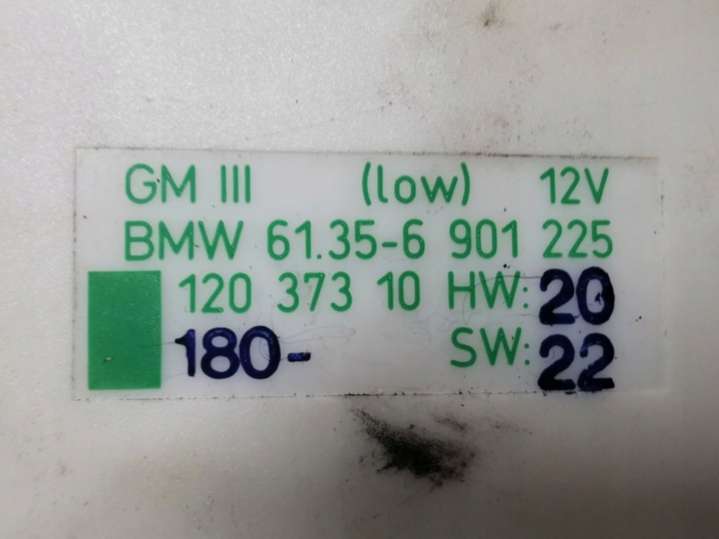 GM III (low) 12V
BMW 61.35-6 901 225
120 373 10 HW: 20
180- SW: 22